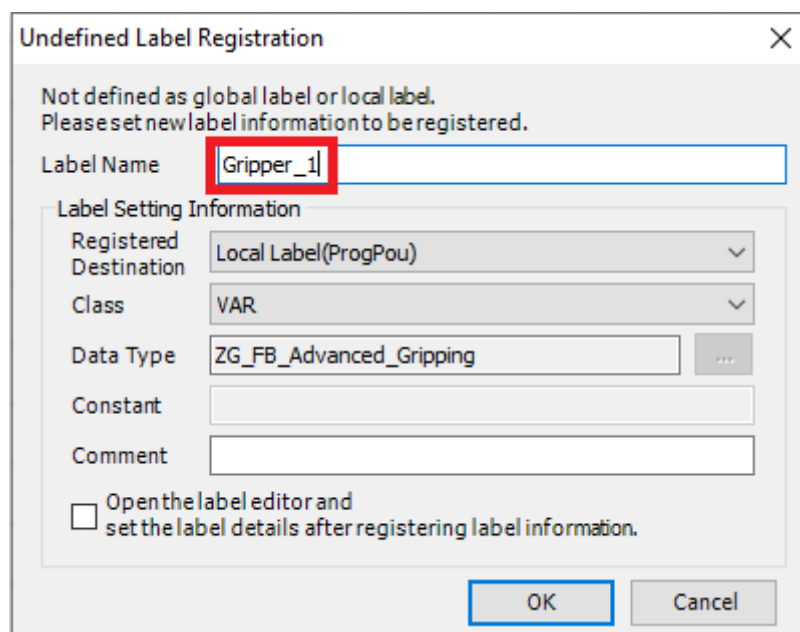 Undefined Label Registration
Not defined as global label or local label.
Please set new label information to be registered.
Label Name Gripper_1
Label Setting Information
Registered Destination Local Label(ProgPou)
Class VAR
Data Type ZG_FB_Advanced_Gripping ...
Constant
Comment
Open the label editor and
set the label details after registering label information.
OK Cancel